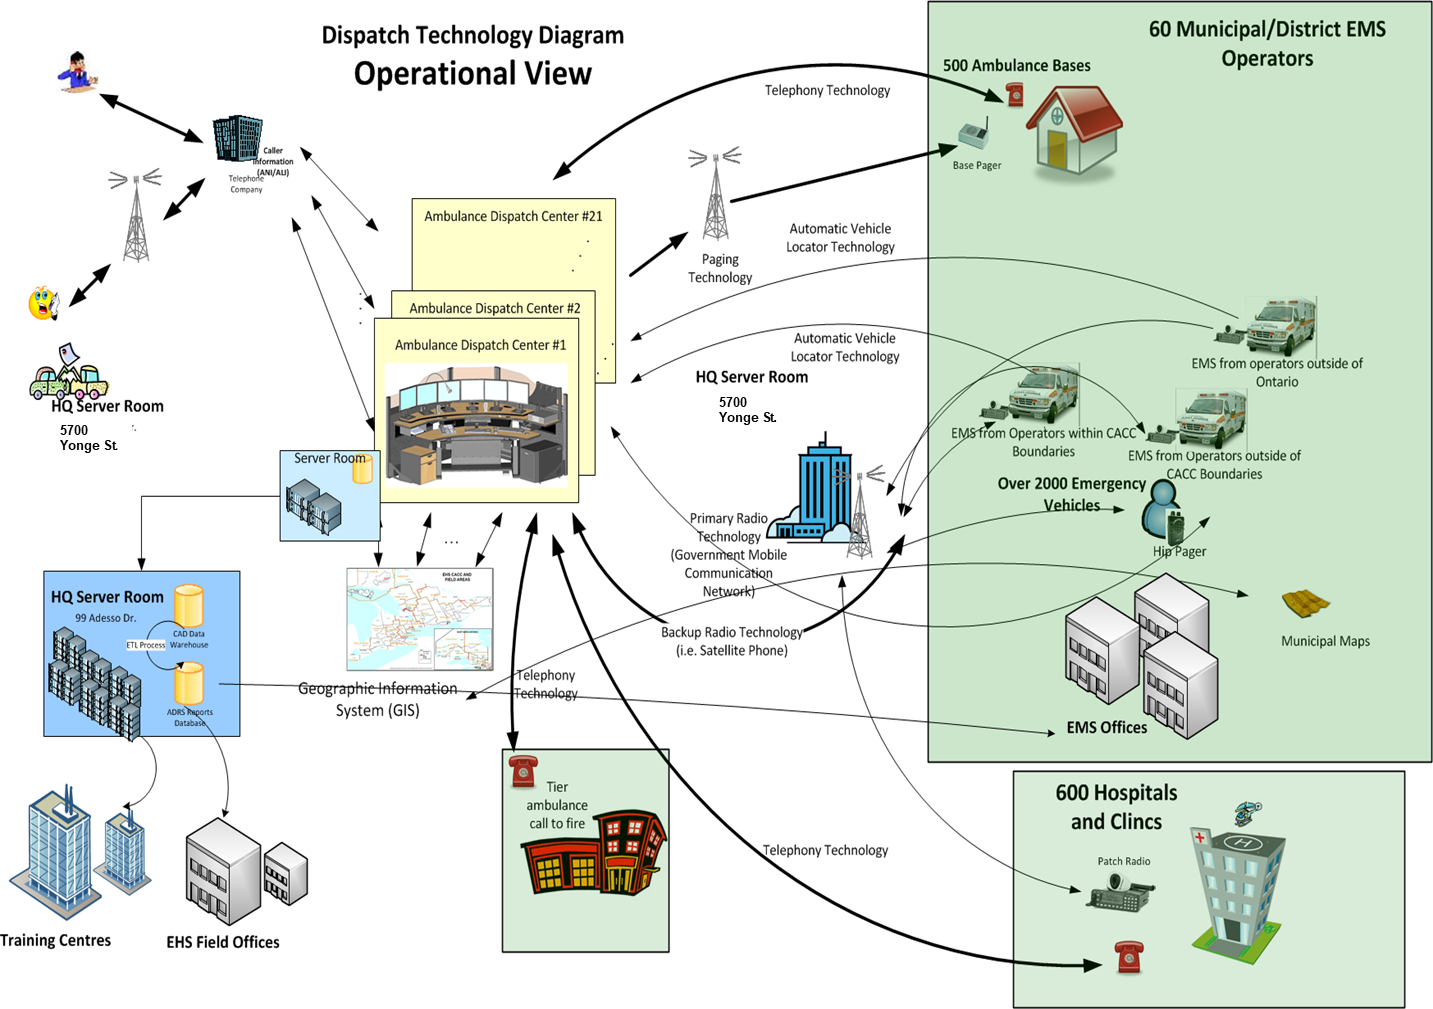 Dispatch Technology Diagram
Operational View
60 Municipal/District EMS
Operators
500 Ambulance Bases
Telephony Technology
Base Pager
Caller
Information
(ANI/ALI)
Telephone
Company
Ambulance Dispatch Center #21
Ambulance Dispatch Center #2
Ambulance Dispatch Center #1
Paging
Technology
Automatic Vehicle
Locator Technology
Automatic Vehicle
Locator Technology
HQ Server Room
5700
Yonge St.
HQ Server Room
5700
Yonge St.
EMS from operators outside of
Ontario
EMS from Operators within CACC
Boundaries
EMS from Operators outside of
CACC Boundaries
Over 2000 Emergency
Vehicles
Hip Pager
Server Room
Primary Radio
Technology
(Government Mobile
Communication
Network)
Backup Radio Technology
(i.e. Satellite Phone)
Municipal Maps
EMS Offices
HQ Server Room
99 Adesso Dr.
CAD Data
Warehouse
ETL Process
ADRS Reports
Database
...
EHS CACC AND
FIELD AREAS
Geographic Information
System (GIS)
Telephony
Technology
Tier
ambulance
call to fire
Telephony Technology
600 Hospitals
and Clincs
Patch Radio
H
Training Centres
EHS Field Offices